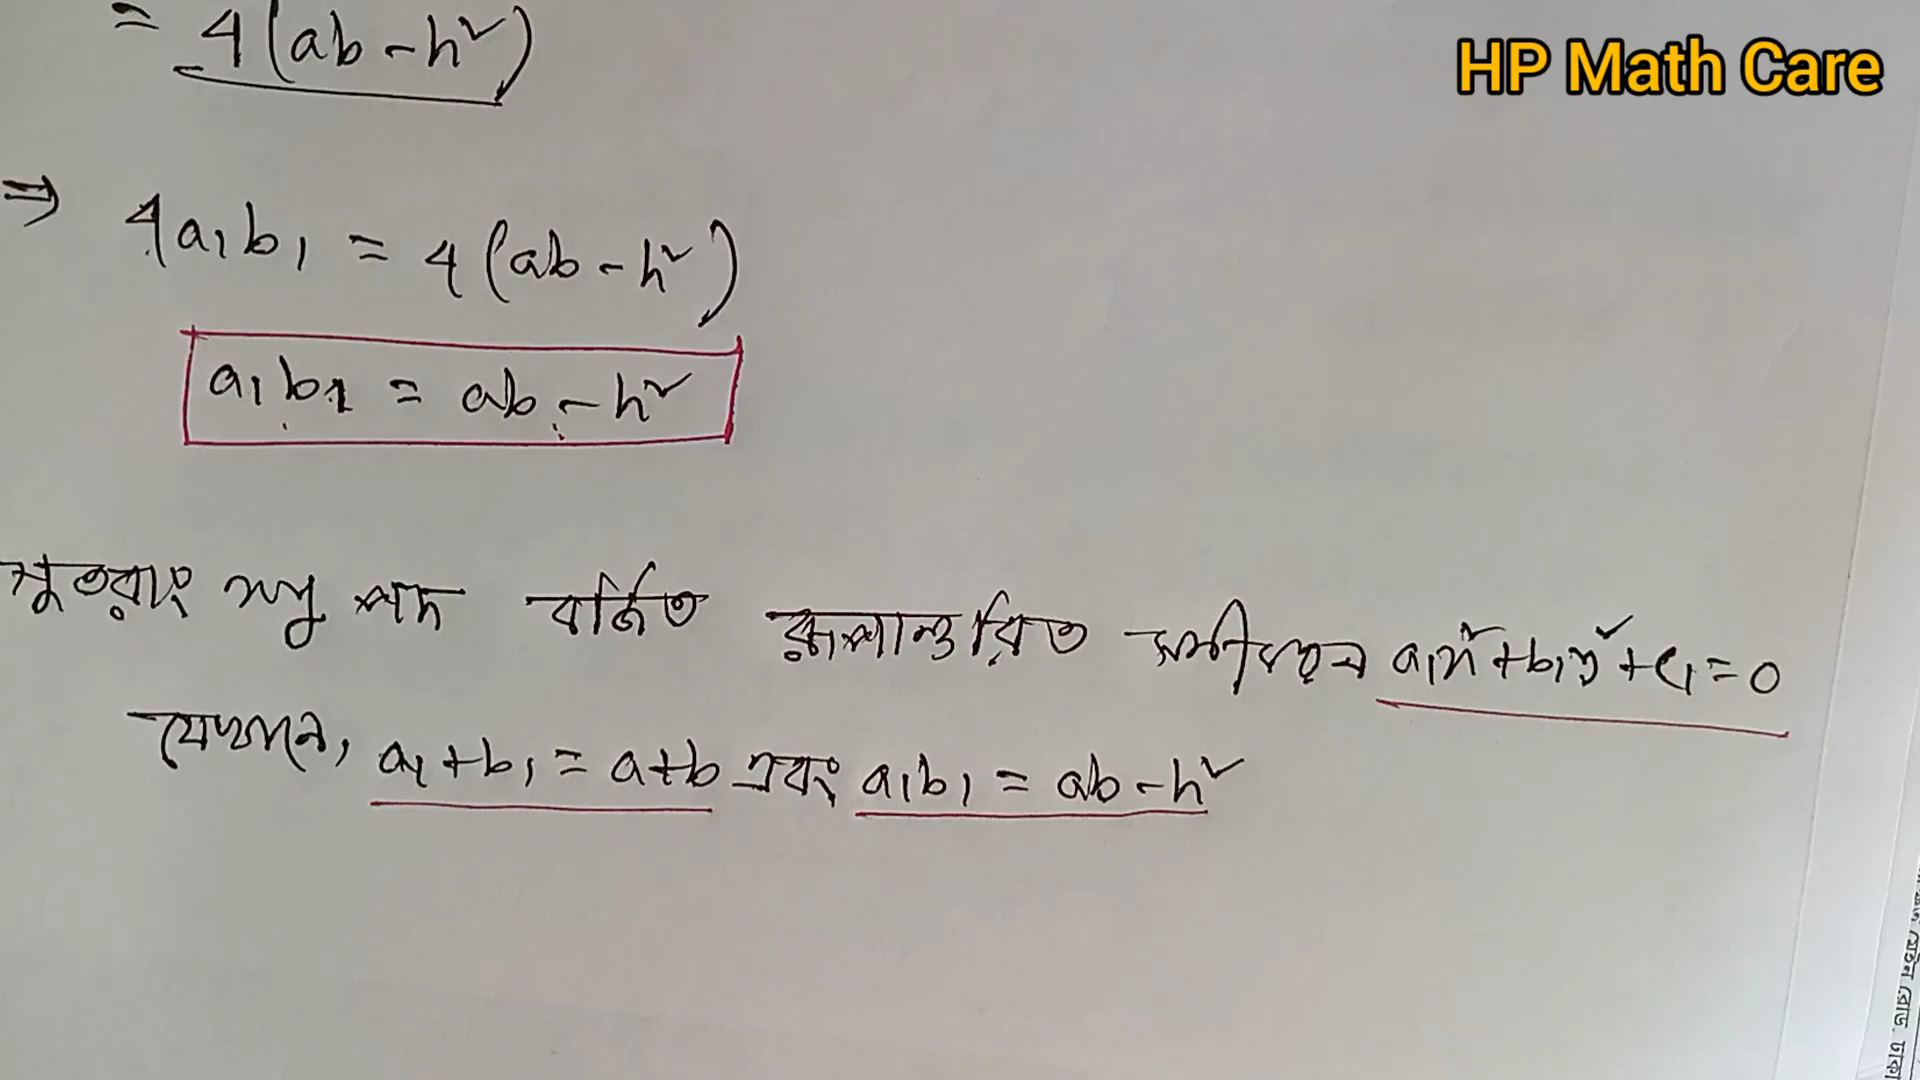 = 4(ab - h²)
HP Math Care
⇒ 4a₁b₁ = 4(ab - h²)
a₁b₁ = ab - h²
সুতরাং xy পদ বর্জিত রূপান্তরিত সমীকরন a₁x² + b₁y² + c₁ = 0
যেখানে, a₁ + b₁ = a + b এবং a₁b₁ = ab - h²